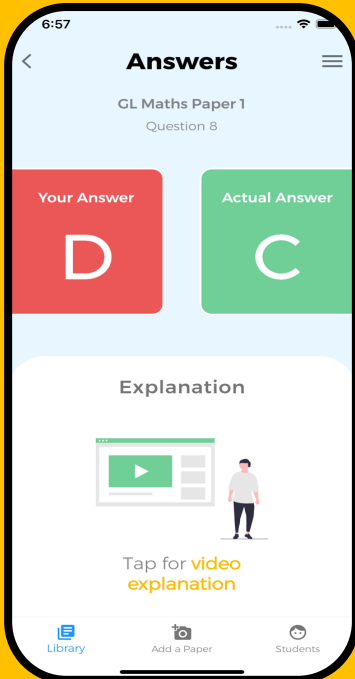 6:57
Answers
GL Maths Paper 1
Question 8
Your Answer
Actual Answer
D
C
Explanation
Tap for video
explanation
Library
Add a Paper
Students